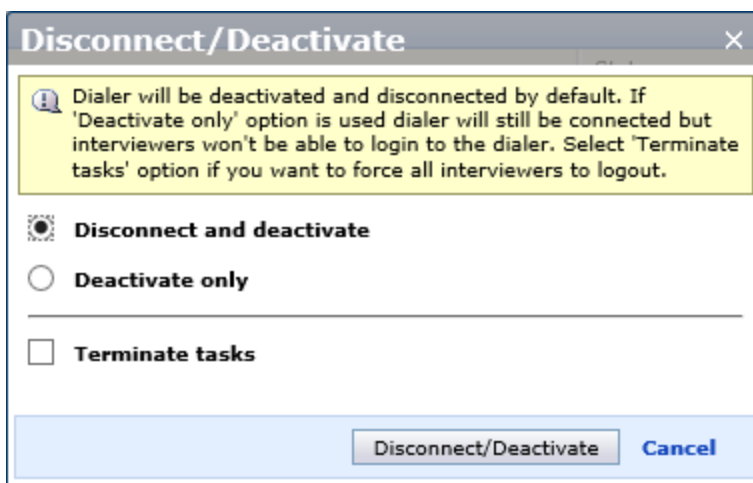 Disconnect/Deactivate
Dialer will be deactivated and disconnected by default. If
'Deactivate only' option is used dialer will still be connected but
interviewers won't be able to login to the dialer. Select 'Terminate
tasks' option if you want to force all interviewers to logout.
Disconnect and deactivate
Deactivate only
Terminate tasks
Disconnect/Deactivate Cancel